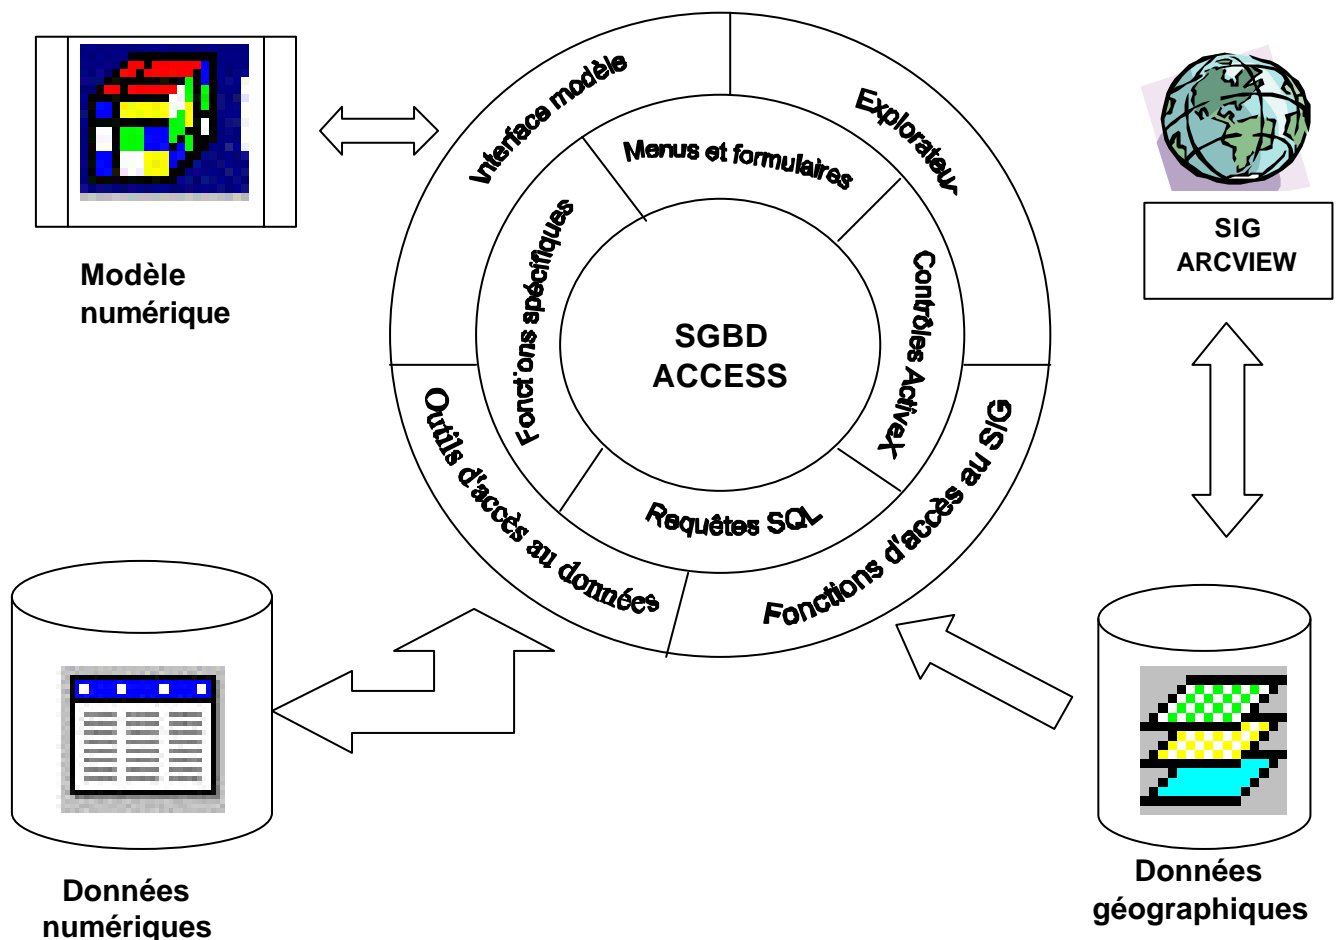 Interface modèle
Explorateur
Menus et formulaires
Fonctions spécifiques
Contrôles ActiveX
SIG
ARCVIEW
Modèle
numérique
SGBD
ACCESS
Requêtes SQL
Outils d'accès au données
Fonctions d'accès au SIG
Données
numériques
Données
géographiques